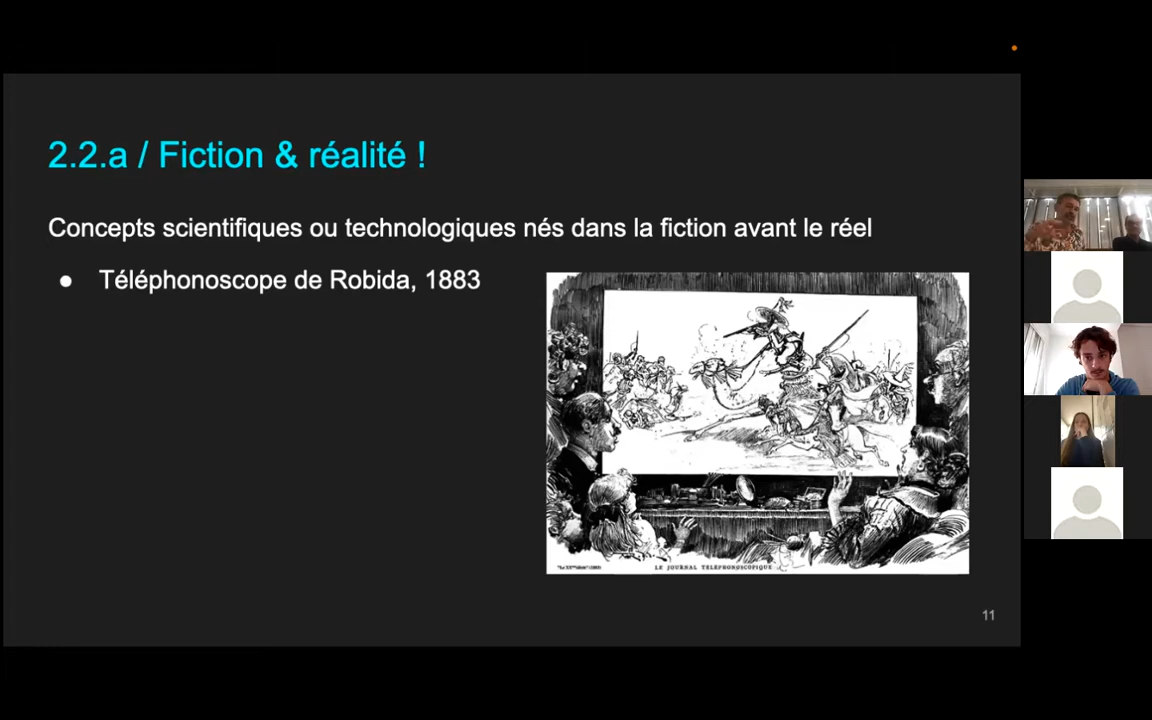 2.2.a / Fiction & réalité !
Concepts scientifiques ou technologiques nés dans la fiction avant le réel
● Téléphonoscope de Robida, 1883
LE JOURNAL TÉLÉPHONOSCOPIQUE
11